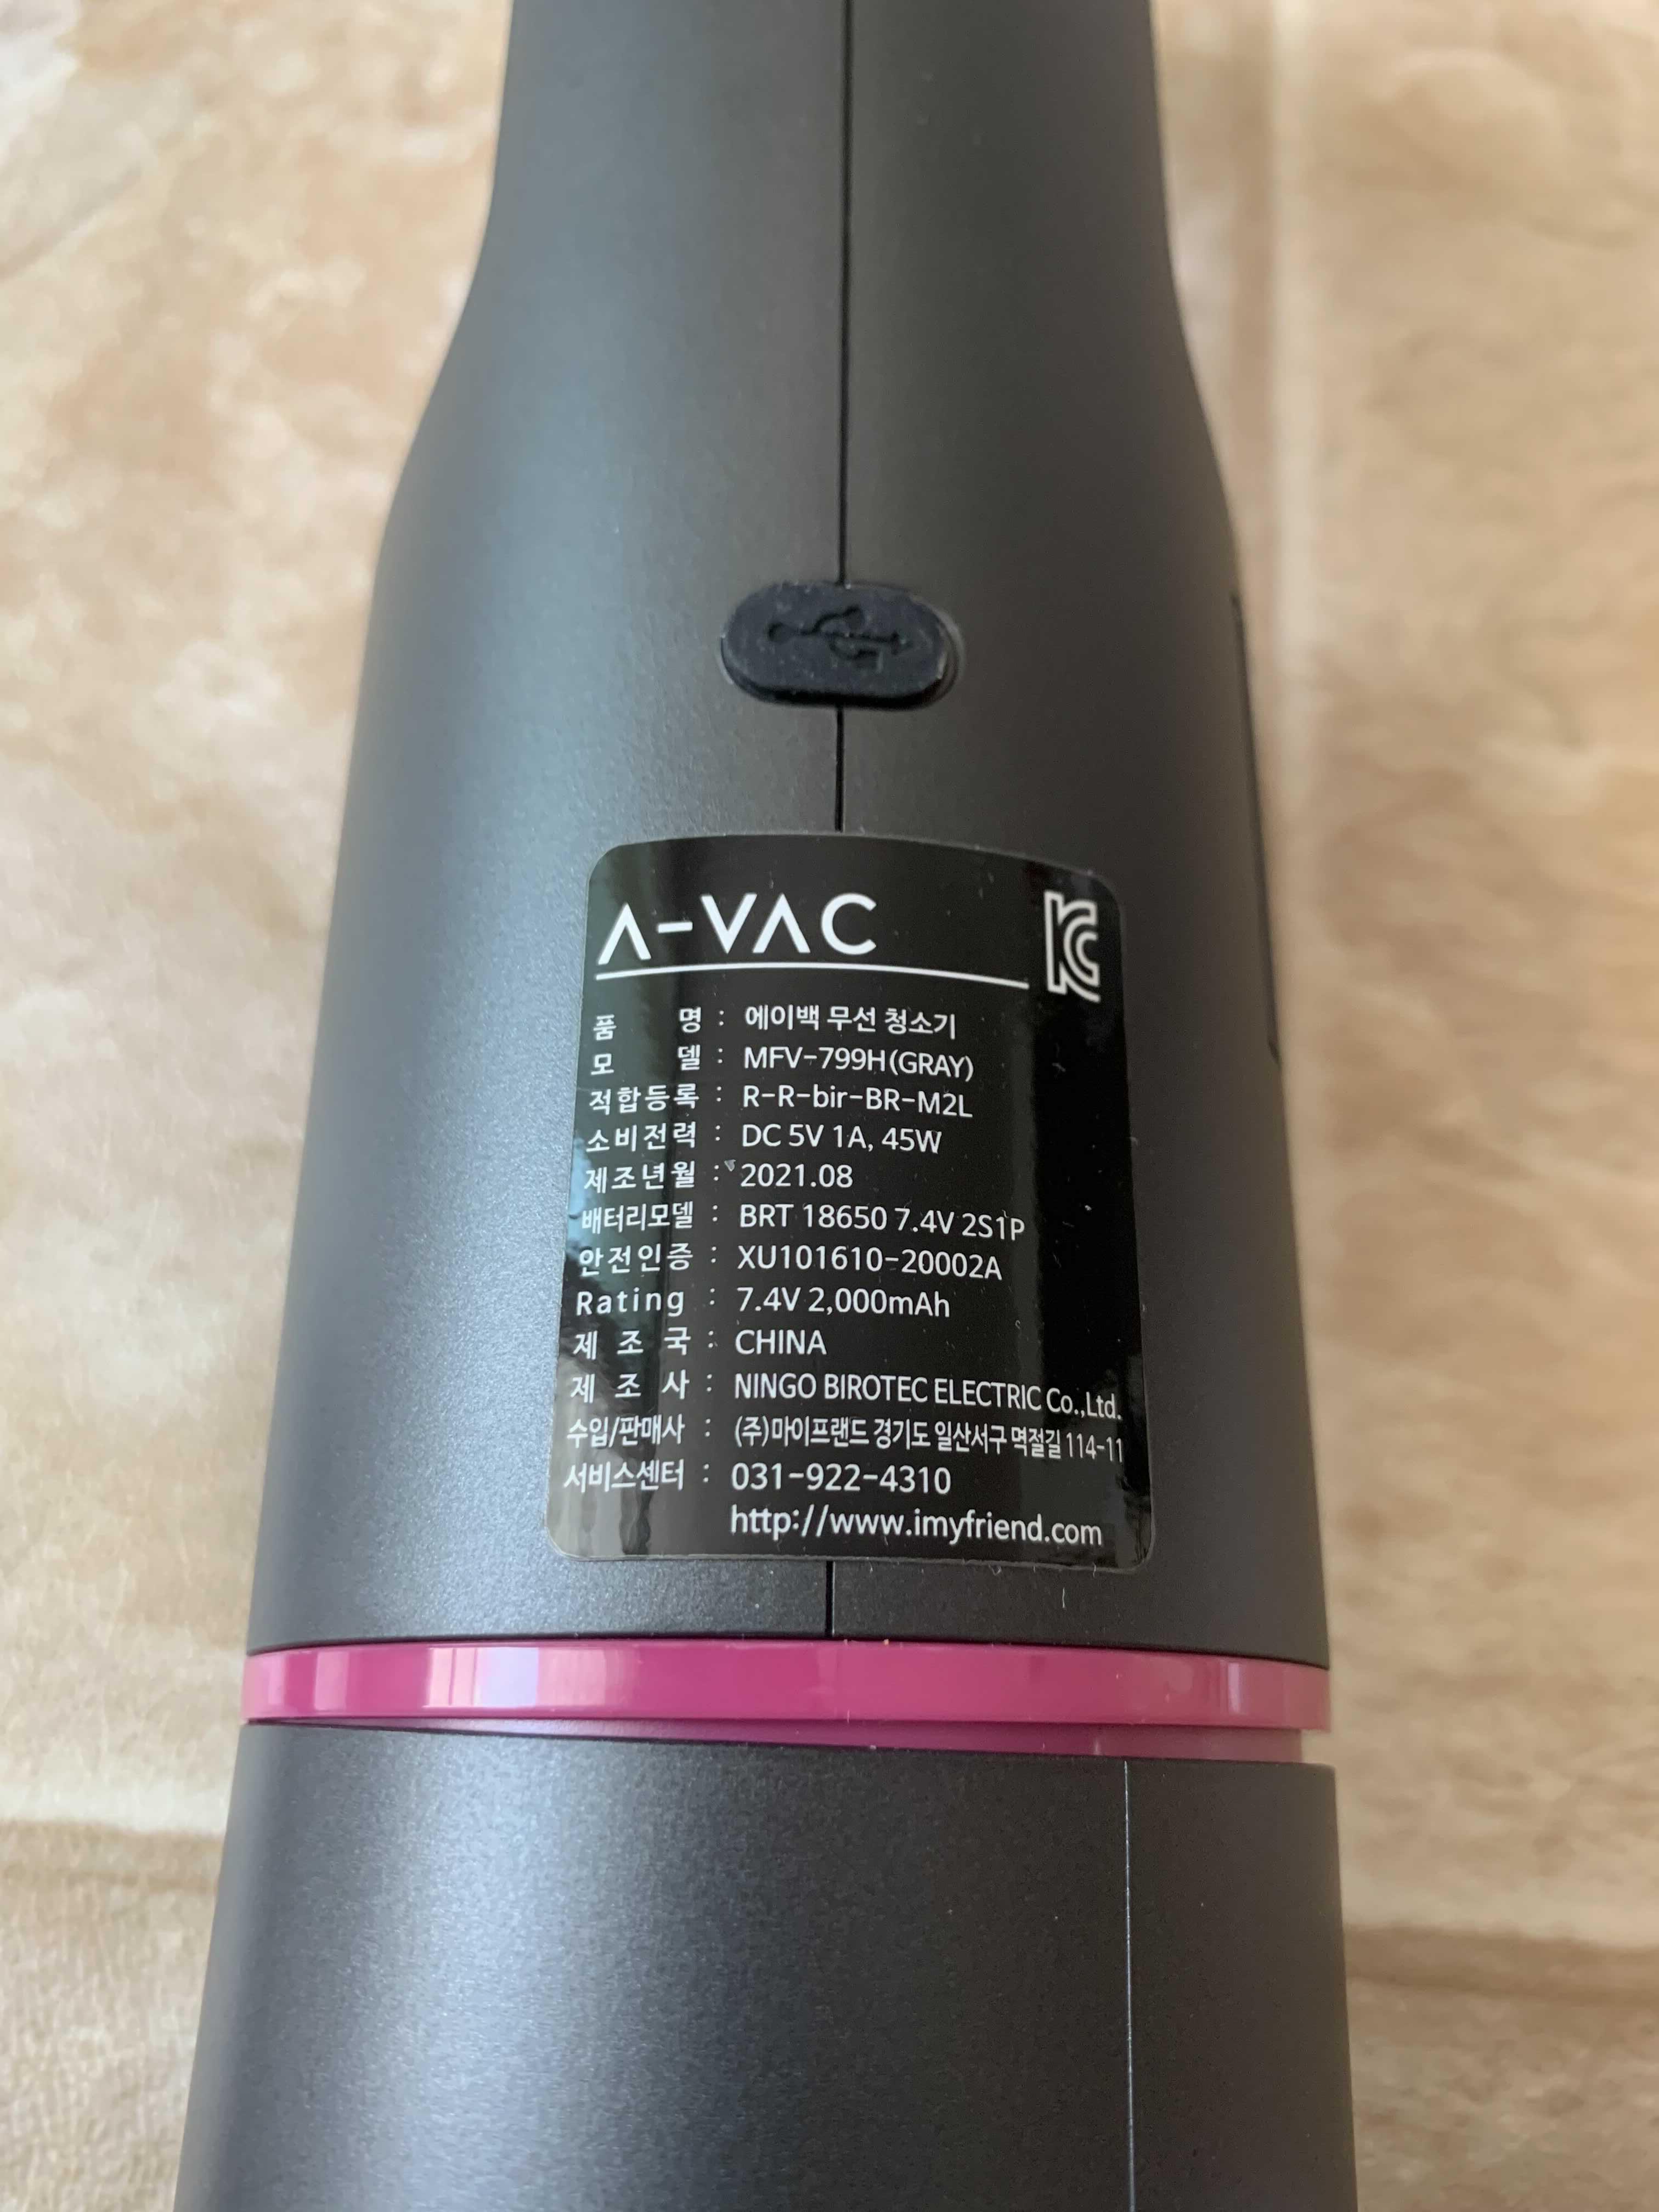 A-VAC
품 명 : 에이백 무선 청소기
모 델 : MFV-799H(GRAY)
적합등록 : R-R-bir-BR-M2L
소비전력 : DC 5V 1A, 45W
제조년월 : 2021.08
배터리모델 : BRT 18650 7.4V 2S1P
안전인증 : XU101610-20002A
Rating : 7.4V 2,000mAh
제 조 국 : CHINA
제 조 사 : NINGO BIROTEC ELECTRIC Co.,Ltd.
수입/판매사 : (주)마이프랜드 경기도 일산서구 멱절길 114-11
서비스센터 : 031-922-4310
http://www.imyfriend.com